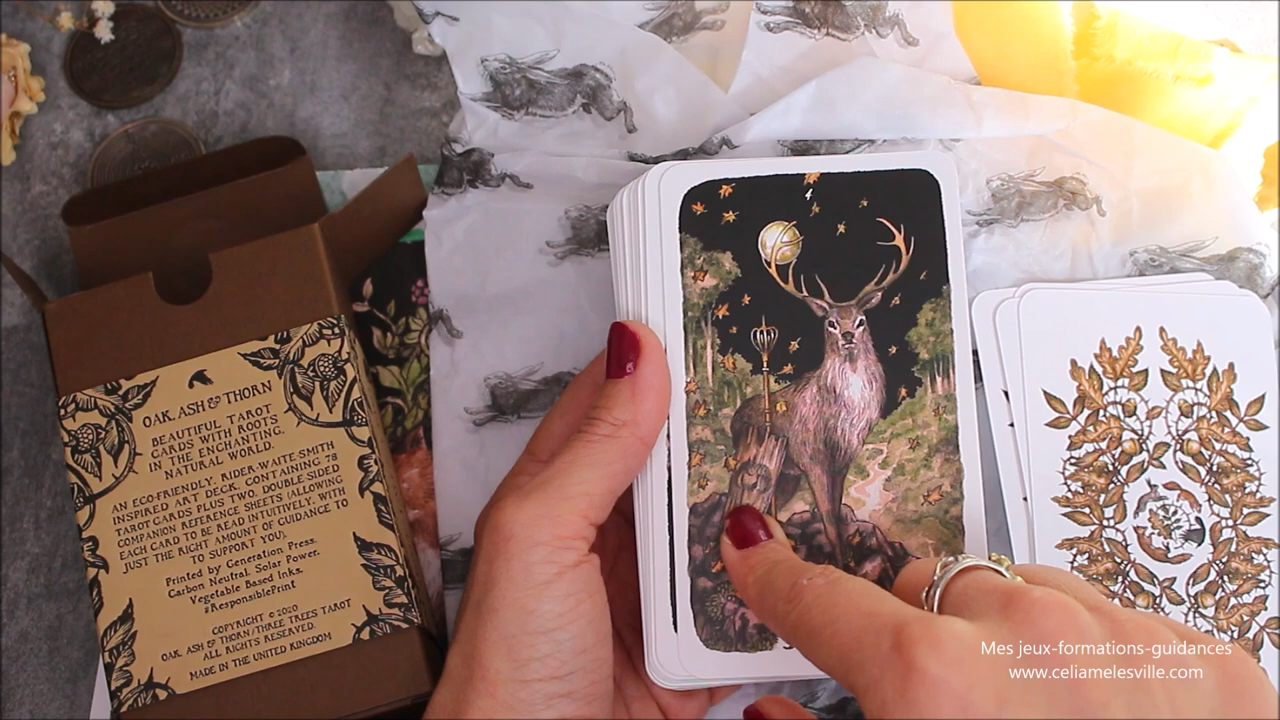 OAK, ASH & THORN
BEAUTIFUL TAROT
CARDS WITH ROOTS
IN THE ENCHANTING,
NATURAL WORLD.
AN ECO-FRIENDLY, RIDER-WAITE-SMITH
INSPIRED ART DECK, CONTAINING 78
TAROT CARDS PLUS TWO, DOUBLE-SIDED
COMPANION REFERENCE SHEETS (ALLOWING
EACH CARD TO BE READ INTUITIVELY, WITH
JUST THE RIGHT AMOUNT OF GUIDANCE TO
TO SUPPORT YOU).
Printed by Generation Press.
Carbon Neutral. Solar Power.
Vegetable Based Inks.
#ResponsiblePrint
COPYRIGHT © 2020
OAK, ASH & THORN/THREE TREES TAROT
ALL RIGHTS RESERVED.
MADE IN THE UNITED KINGDOM
4
Mes jeux-formations-guidances
www.celiamelesville.com